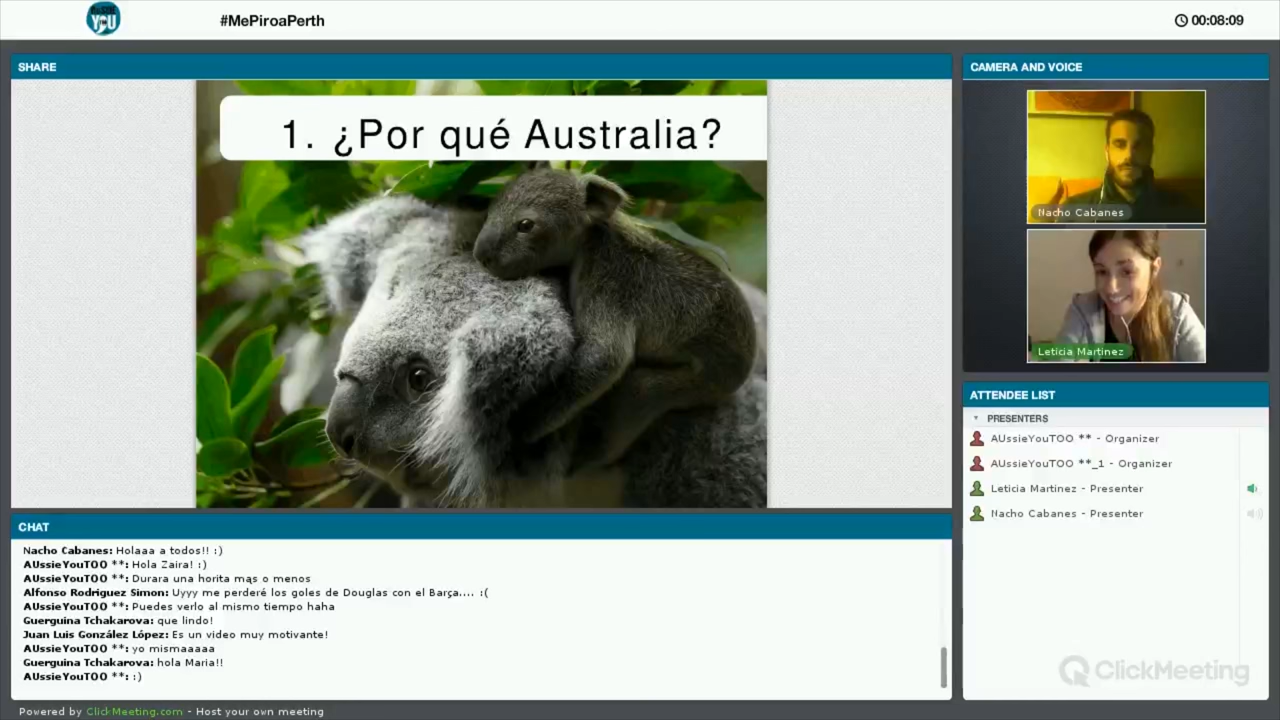 YOU
#MePiroaPerth
00:08:09
SHARE
CAMERA AND VOICE
1. ¿Por qué Australia?
Nacho Cabanes
Leticia Martinez
ATTENDEE LIST
PRESENTERS
AUssieYouTOO ** - Organizer
AUssieYouTOO **_1 - Organizer
Leticia Martinez - Presenter
Nacho Cabanes - Presenter
CHAT
Nacho Cabanes: Holaaa a todos!! :)
AUssieYouTOO **: Hola Zaira! :)
AUssieYouTOO **: Durara una horita mąs o menos
Alfonso Rodriguez Simon: Uyyy me perderé los goles de Douglas con el Barça.... :(
AUssieYouTOO **: Puedes verlo al mismo tiempo haha
Guerguina Tchakarova: que lindo!
Juan Luis González López: Es un video muy motivante!
AUssieYouTOO **: yo mismaaaaa
Guerguina Tchakarova: hola Maria!!
AUssieYouTOO **: :)
ClickMeeting
Powered by ClickMeeting.com - Host your own meeting